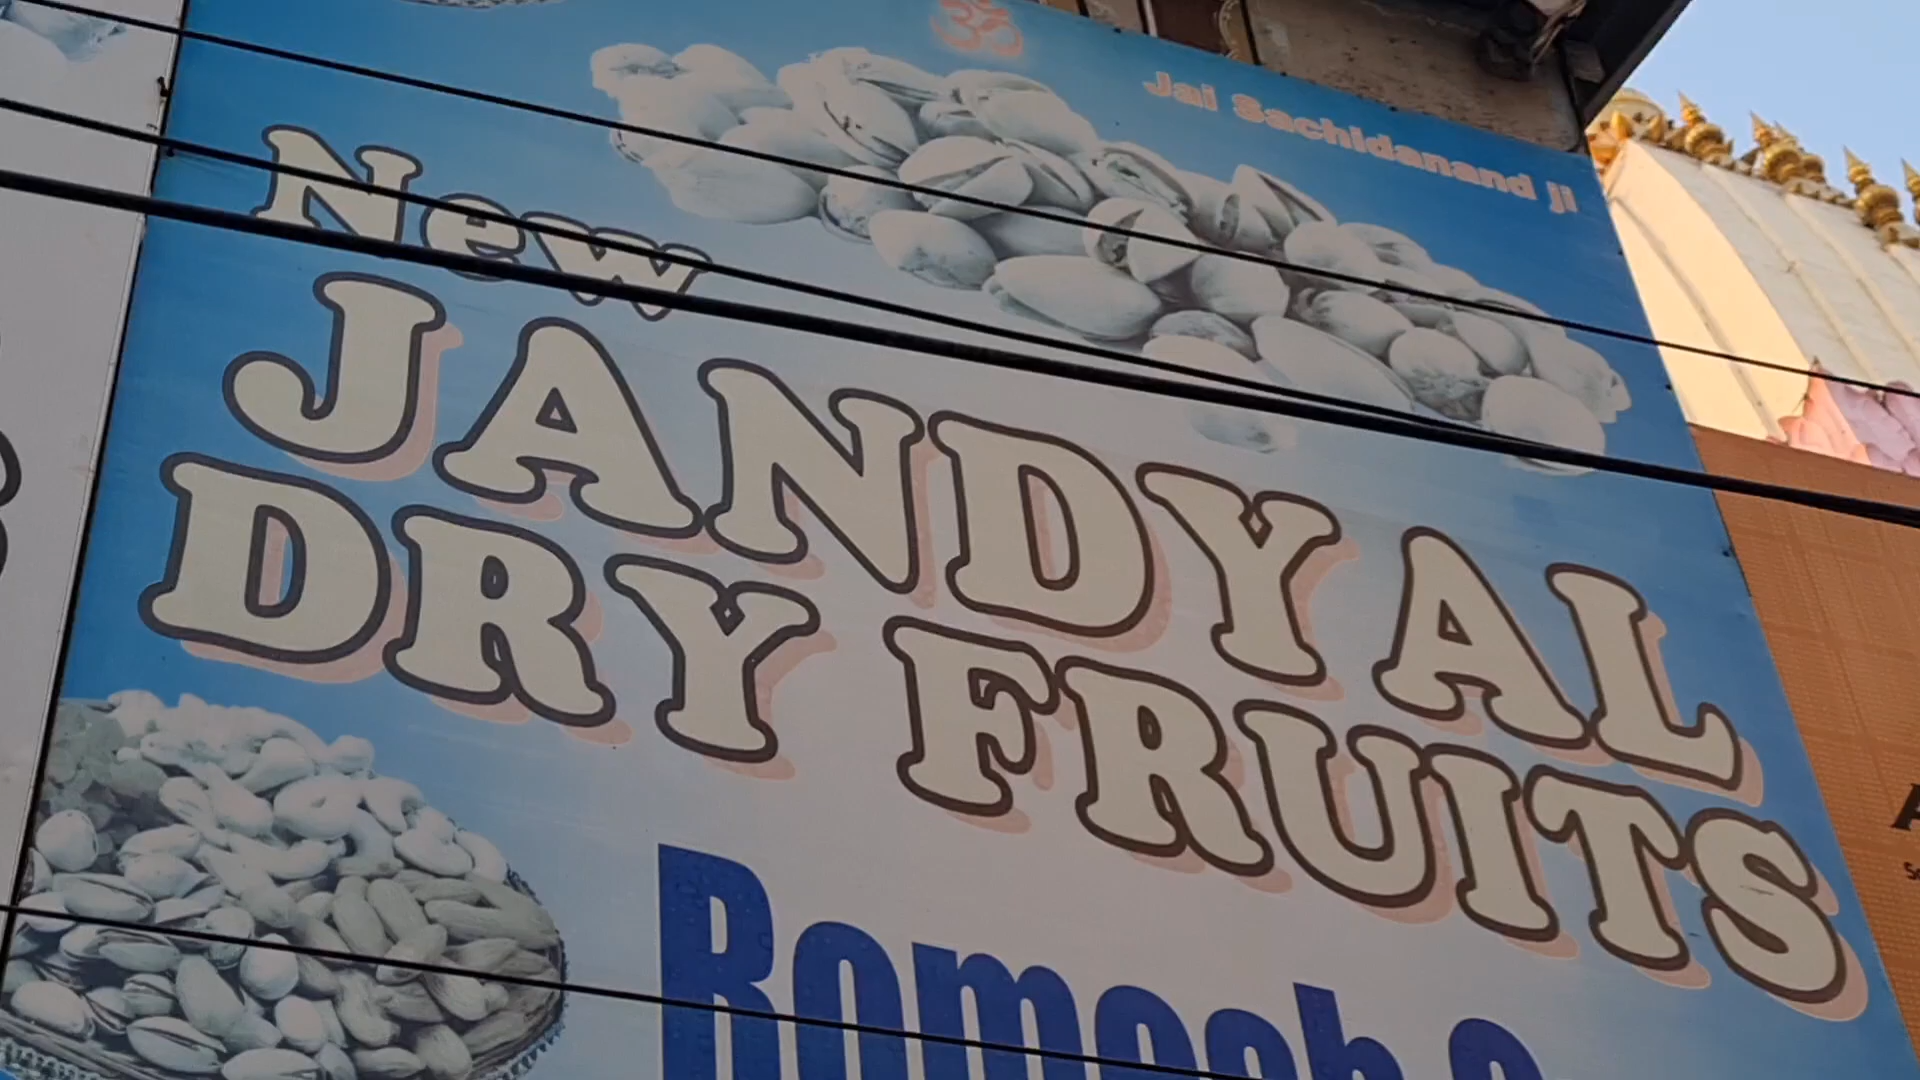 ॐ
Jai Sachidanand Ji
New
JANDYAL
DRY FRUITS